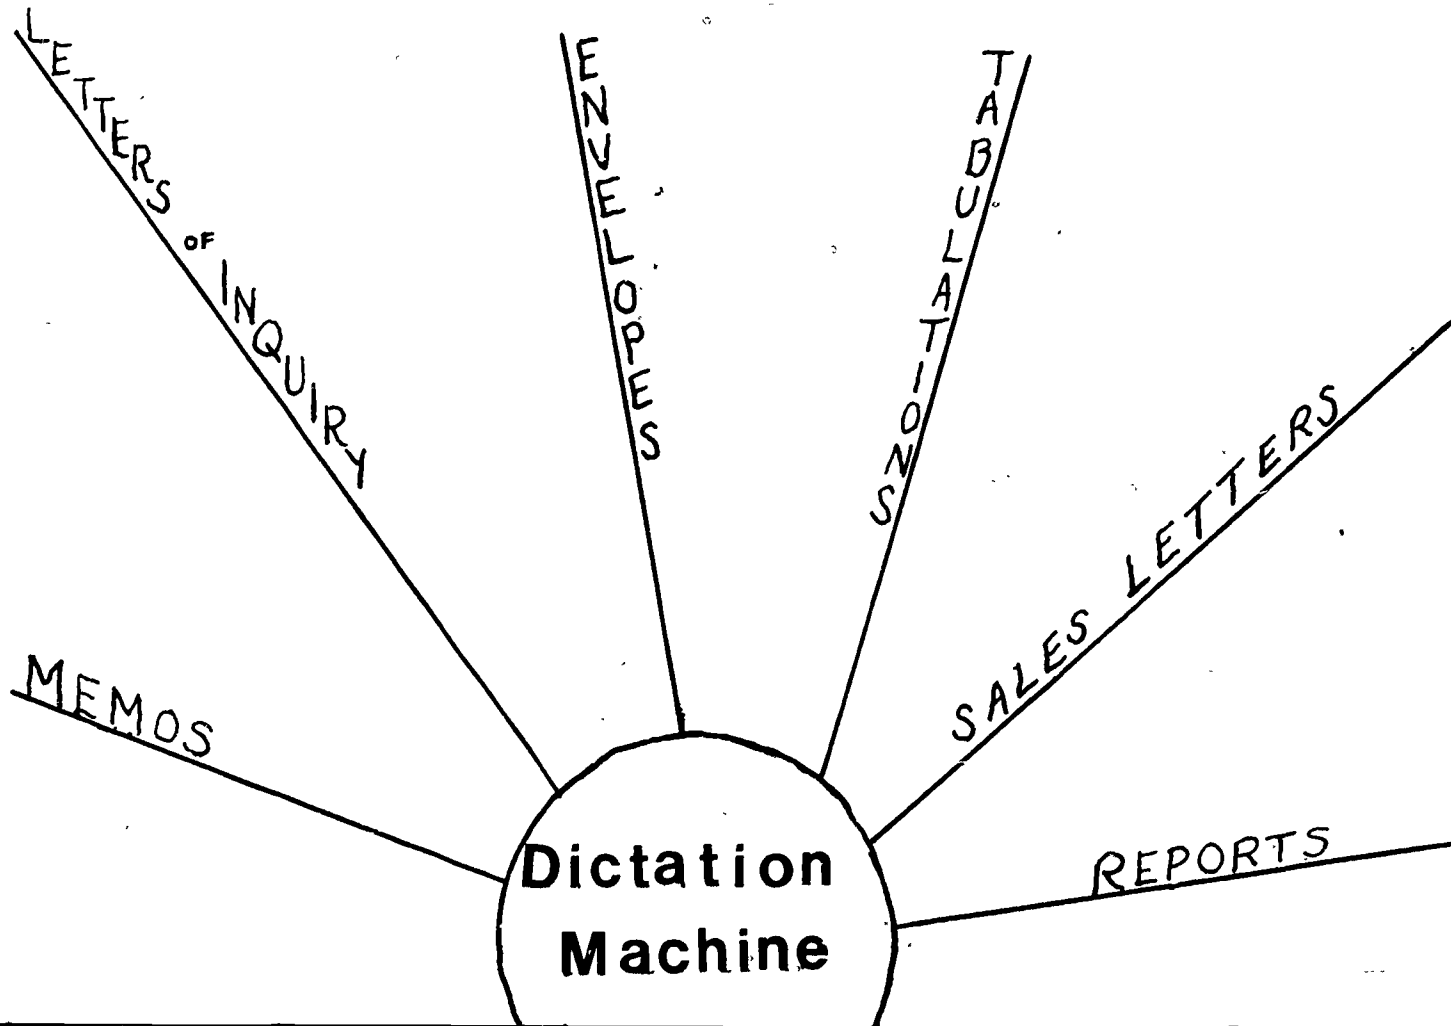 LETTERS OF INQUIRY
ENVELOPES
TABULATIONS
SALES LETTERS
MEMOS
REPORTS
Dictation
Machine